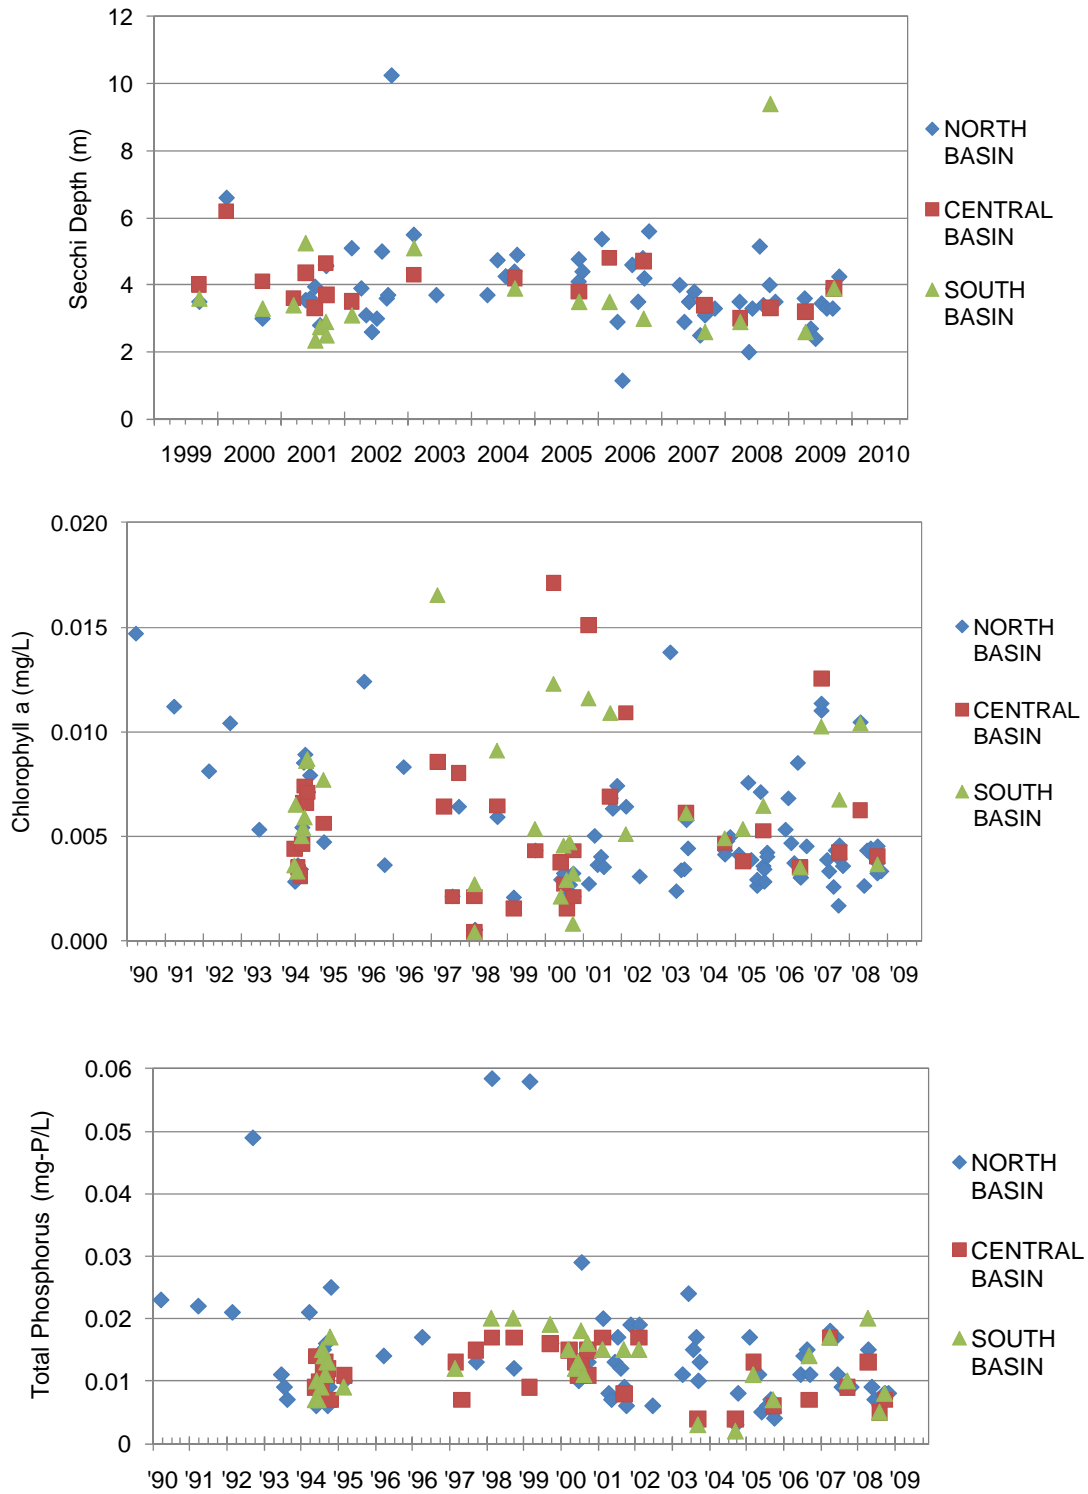 12
10
8
6
4
2
0
Secchi Depth (m)
1999 2000 2001 2002 2003 2004 2005 2006 2007 2008 2009 2010
NORTH
BASIN
CENTRAL
BASIN
SOUTH
BASIN
0.020
0.015
0.010
0.005
0.000
Chlorophyll a (mg/L)
'90 '91 '92 '93 '94 '95 '96 '96 '97 '98 '99 '00 '01 '02 '03 '04 '05 '06 '07 '08 '09
NORTH
BASIN
CENTRAL
BASIN
SOUTH
BASIN
0.06
0.05
0.04
0.03
0.02
0.01
0
Total Phosphorus (mg-P/L)
'90 '91 '92 '93 '94 '95 '96 '96 '97 '98 '99 '00 '01 '02 '03 '04 '05 '06 '07 '08 '09
NORTH
BASIN
CENTRAL
BASIN
SOUTH
BASIN